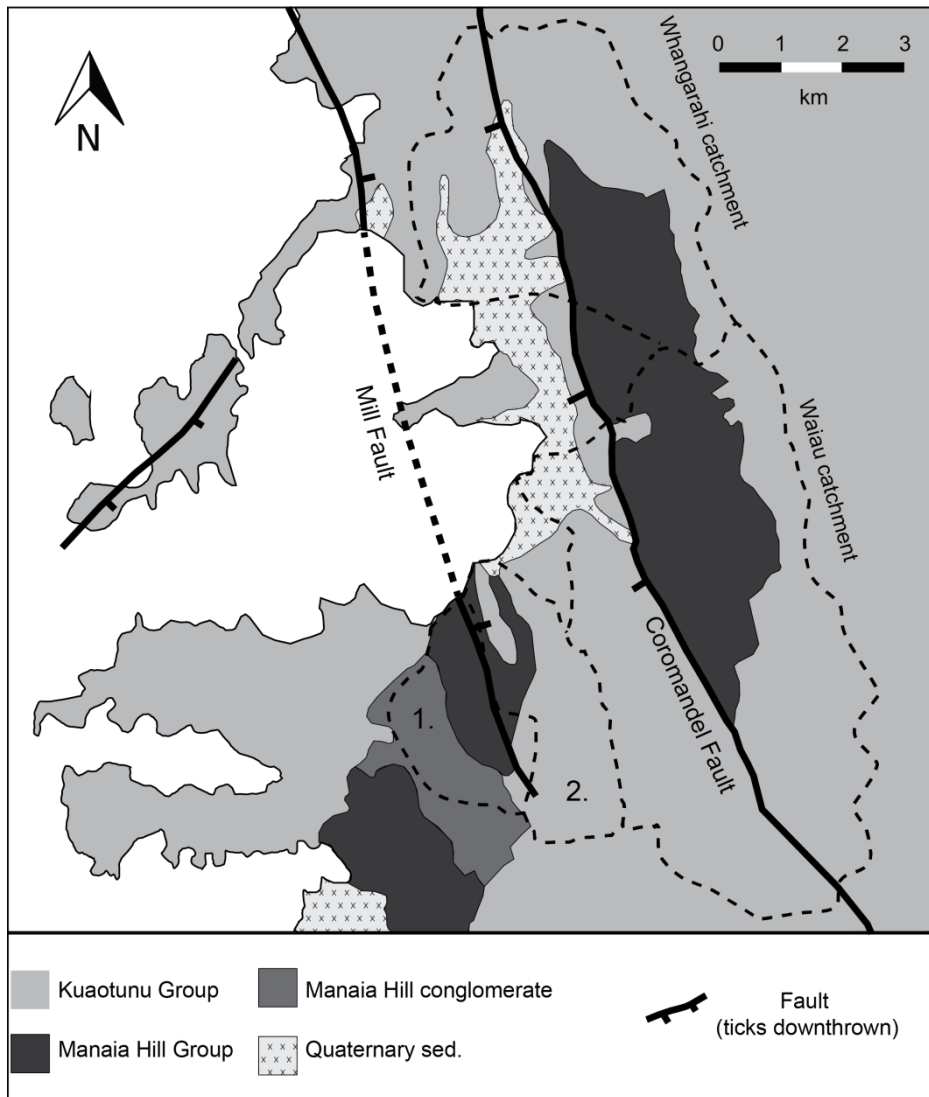 0 1 2 3
km
N
Whangarahi catchment
Mill Fault
Waiau catchment
Coromandel Fault
1.
2.
Kuaotunu Group
Manaia Hill conglomerate
Fault
(ticks downthrown)
Manaia Hill Group
Quaternary sed.